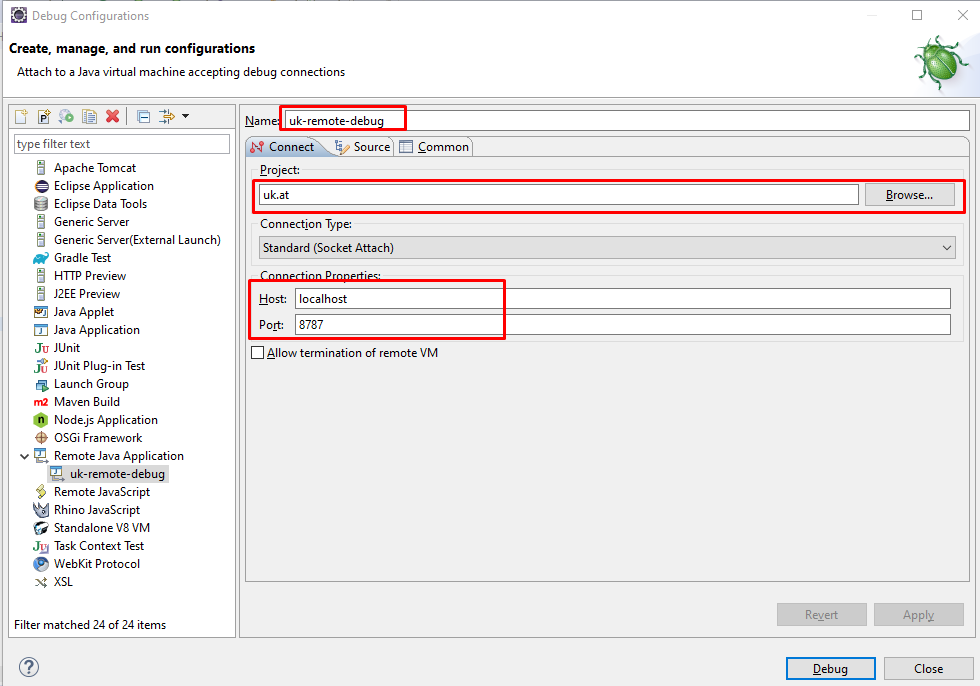 Debug Configurations
Create, manage, and run configurations
Attach to a Java virtual machine accepting debug connections
type filter text
Apache Tomcat
Eclipse Application
Eclipse Data Tools
Generic Server
Generic Server(External Launch)
Gradle Test
HTTP Preview
J2EE Preview
Java Applet
Java Application
JUnit
JUnit Plug-in Test
Launch Group
Maven Build
Node.js Application
OSGi Framework
Remote Java Application
uk-remote-debug
Remote JavaScript
Rhino JavaScript
Standalone V8 VM
Task Context Test
WebKit Protocol
XSL
Filter matched 24 of 24 items
Name: uk-remote-debug
Connect Source Common
Project:
uk.at Browse...
Connection Type:
Standard (Socket Attach)
Connection Properties:
Host: localhost
Port: 8787
Allow termination of remote VM
Revert Apply
Debug Close